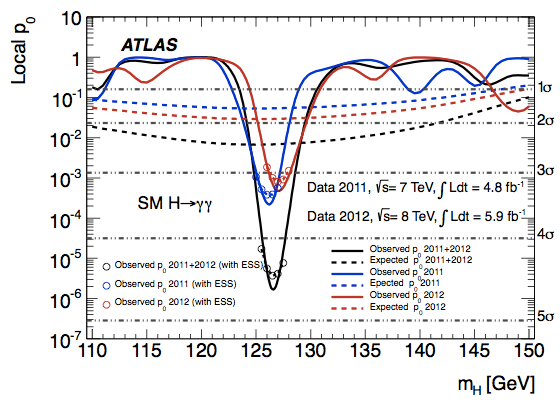 Local p0
10
ATLAS
1
1σ
10-1
2σ
10-2
3σ
10-3
Data 2011, √s= 7 TeV, ∫ Ldt = 4.8 fb-1
SM H→γγ
Data 2012, √s= 8 TeV, ∫ Ldt = 5.9 fb-1
10-4
4σ
Observed p0 2011+2012
Observed p0 2011+2012 (with ESS)
Expected p0 2011+2012
10-5
Observed p0 2011
Observed p0 2011 (with ESS)
Epected p0 2011
10-6
Observed p0 2012
Observed p0 2012 (with ESS)
Expected p0 2012
5σ
10-7
110 115 120 125 130 135 140 145 150
mH [GeV]